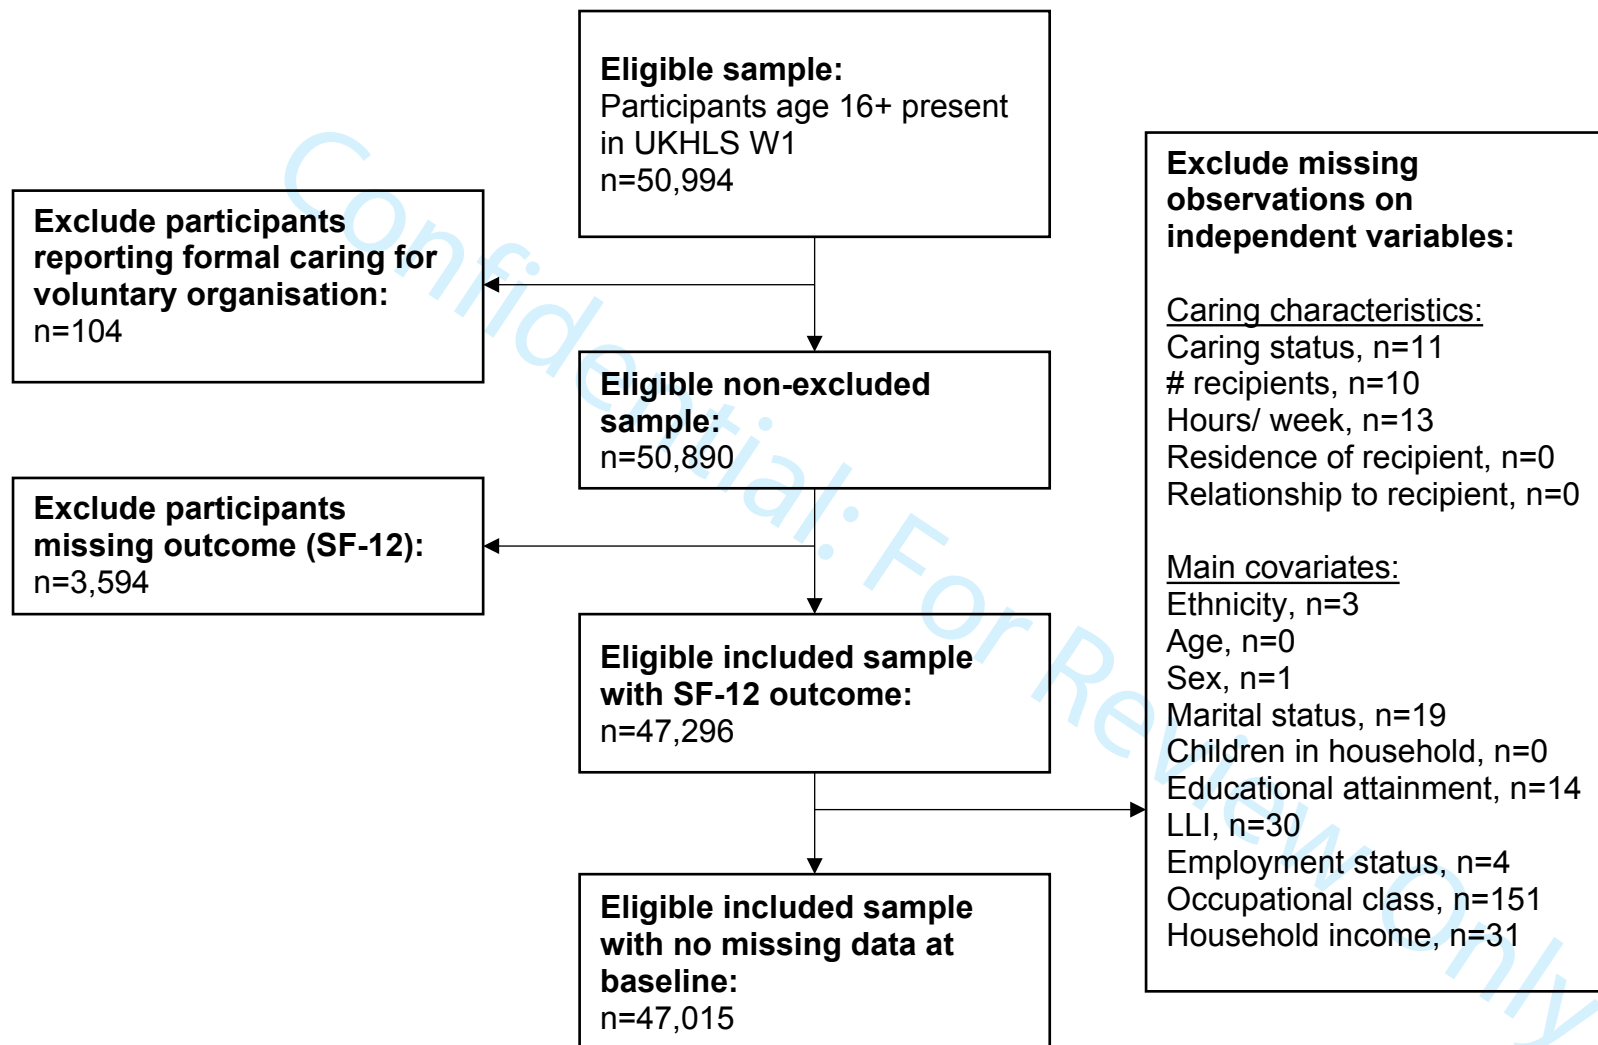 Eligible sample:
Participants age 16+ present
in UKHLS W1
n=50,994
Exclude participants
reporting formal caring for
voluntary organisation:
n=104
Eligible non-excluded
sample:
n=50,890
Exclude participants
missing outcome (SF-12):
n=3,594
Eligible included sample
with SF-12 outcome:
n=47,296
Exclude missing
observations on
independent variables:
Caring characteristics:
Caring status, n=11
# recipients, n=10
Hours/ week, n=13
Residence of recipient, n=0
Relationship to recipient, n=0
Main covariates:
Ethnicity, n=3
Age, n=0
Sex, n=1
Marital status, n=19
Children in household, n=0
Educational attainment, n=14
LLI, n=30
Employment status, n=4
Occupational class, n=151
Household income, n=31
Eligible included sample
with no missing data at
baseline:
n=47,015
Confidential: For Review Only